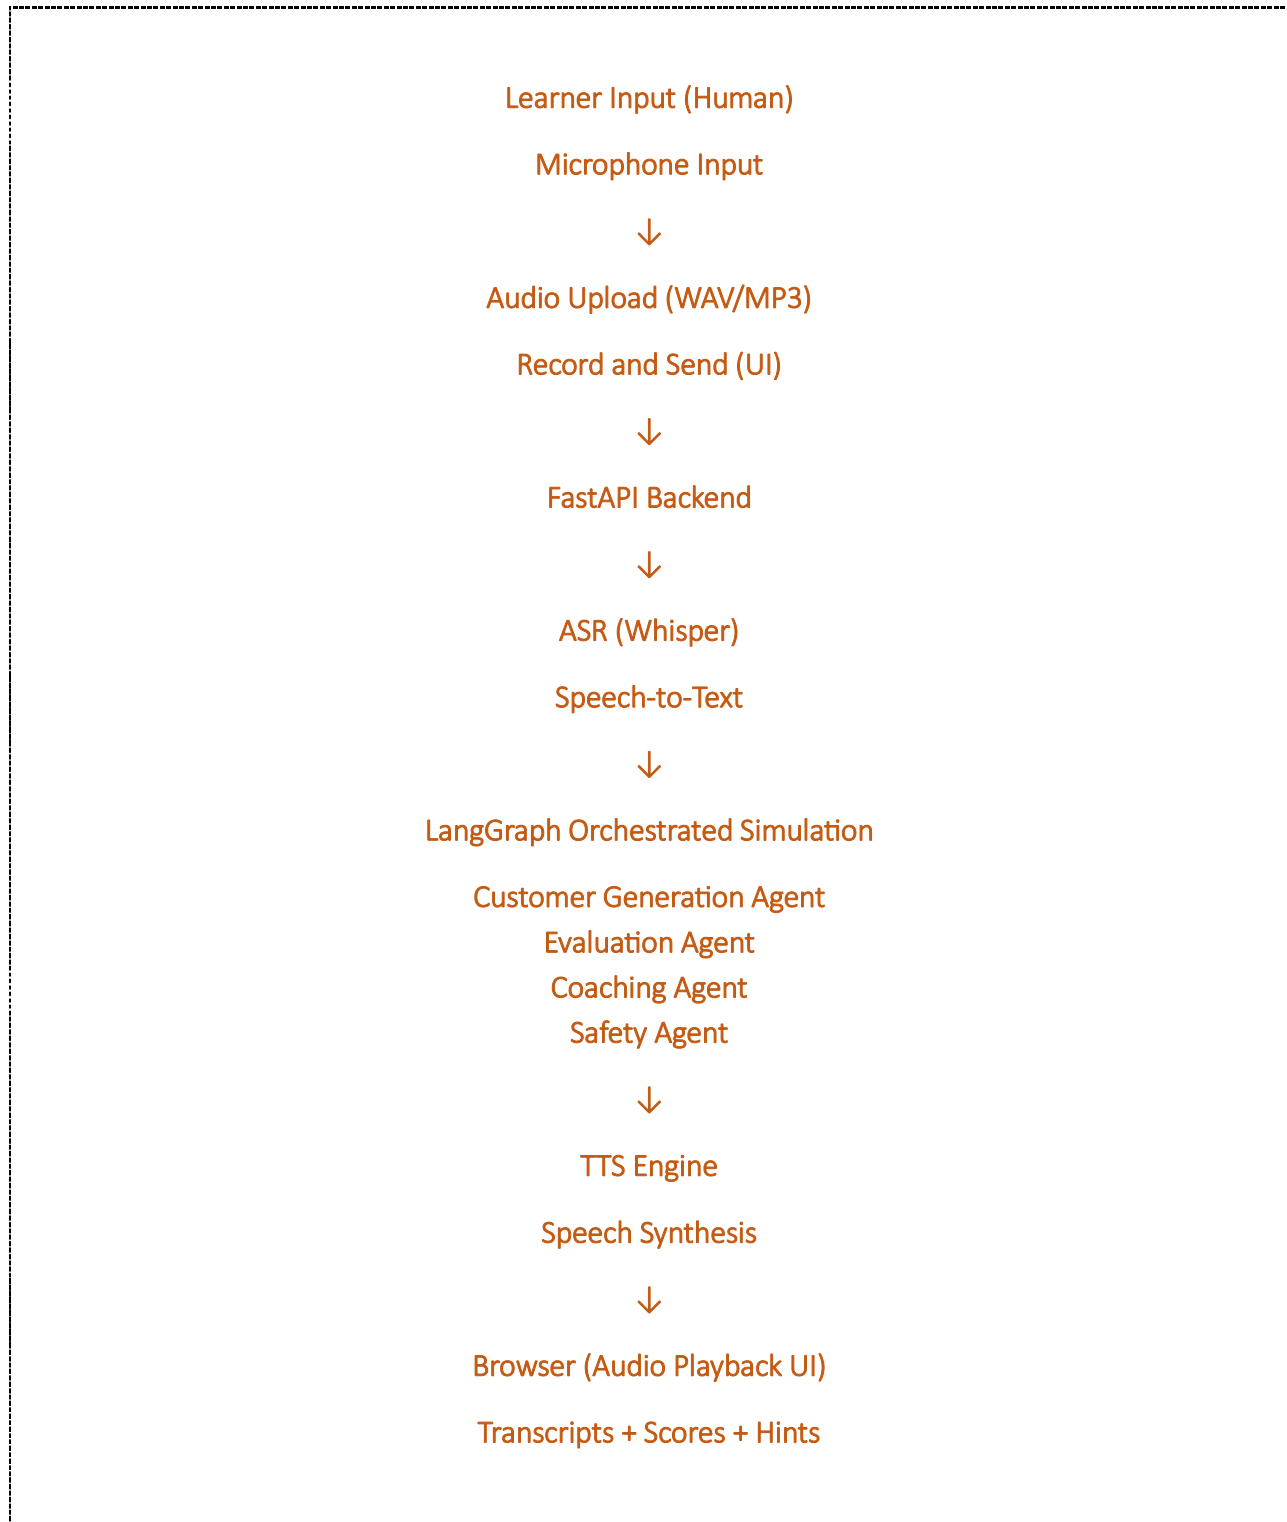 Learner Input (Human)
Microphone Input
↓
Audio Upload (WAV/MP3)
Record and Send (UI)
↓
FastAPI Backend
↓
ASR (Whisper)
Speech-to-Text
↓
LangGraph Orchestrated Simulation
Customer Generation Agent
Evaluation Agent
Coaching Agent
Safety Agent
↓
TTS Engine
Speech Synthesis
↓
Browser (Audio Playback UI)
Transcripts + Scores + Hints